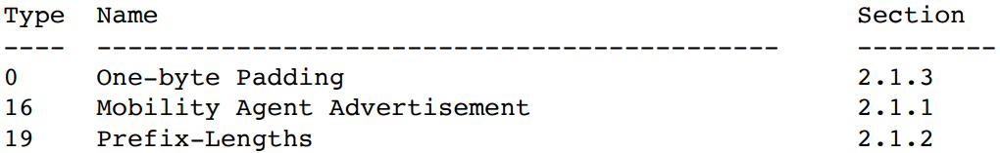 Type  Name                                              Section
----  --------------------------------------------      ---------
0     One-byte Padding                                  2.1.3
16    Mobility Agent Advertisement                      2.1.1
19    Prefix-Lengths                                    2.1.2